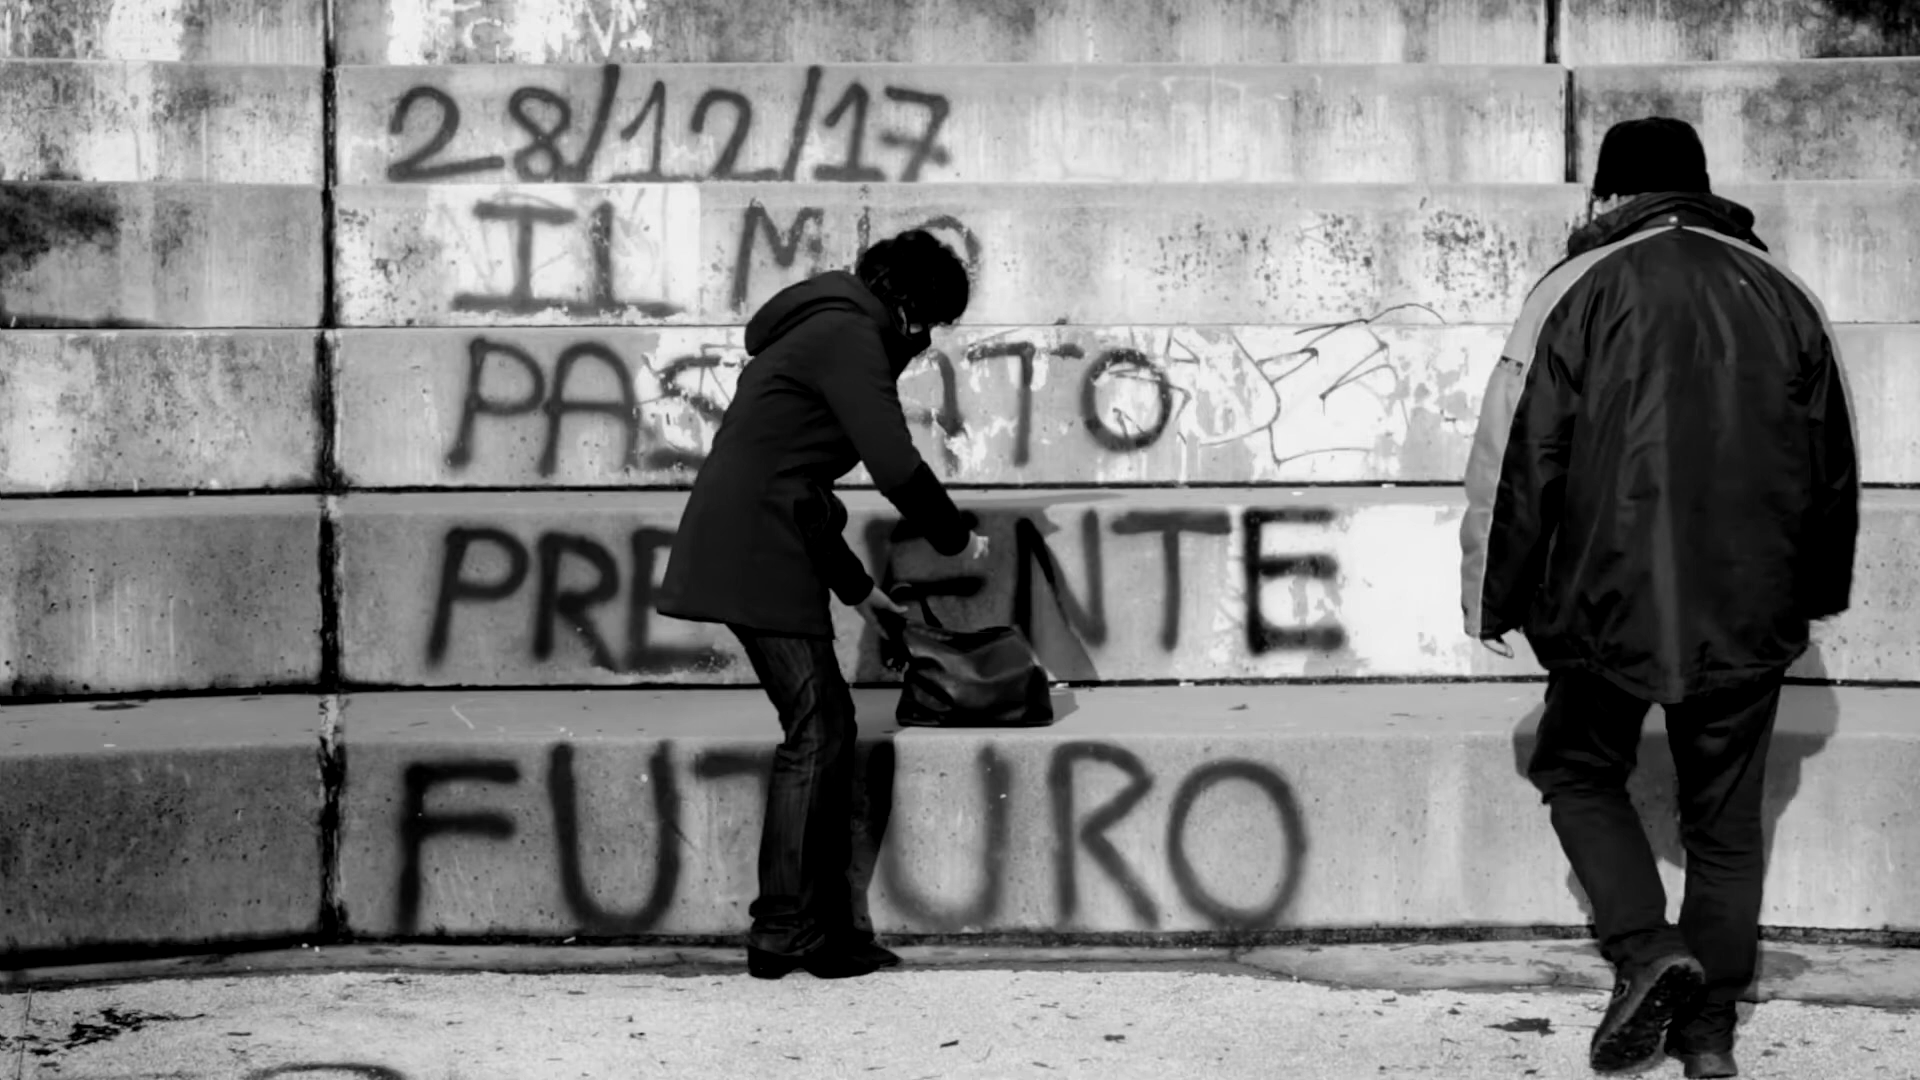 28/12/17
IL MIO
PASSATO
PRESENTE
FUTURO